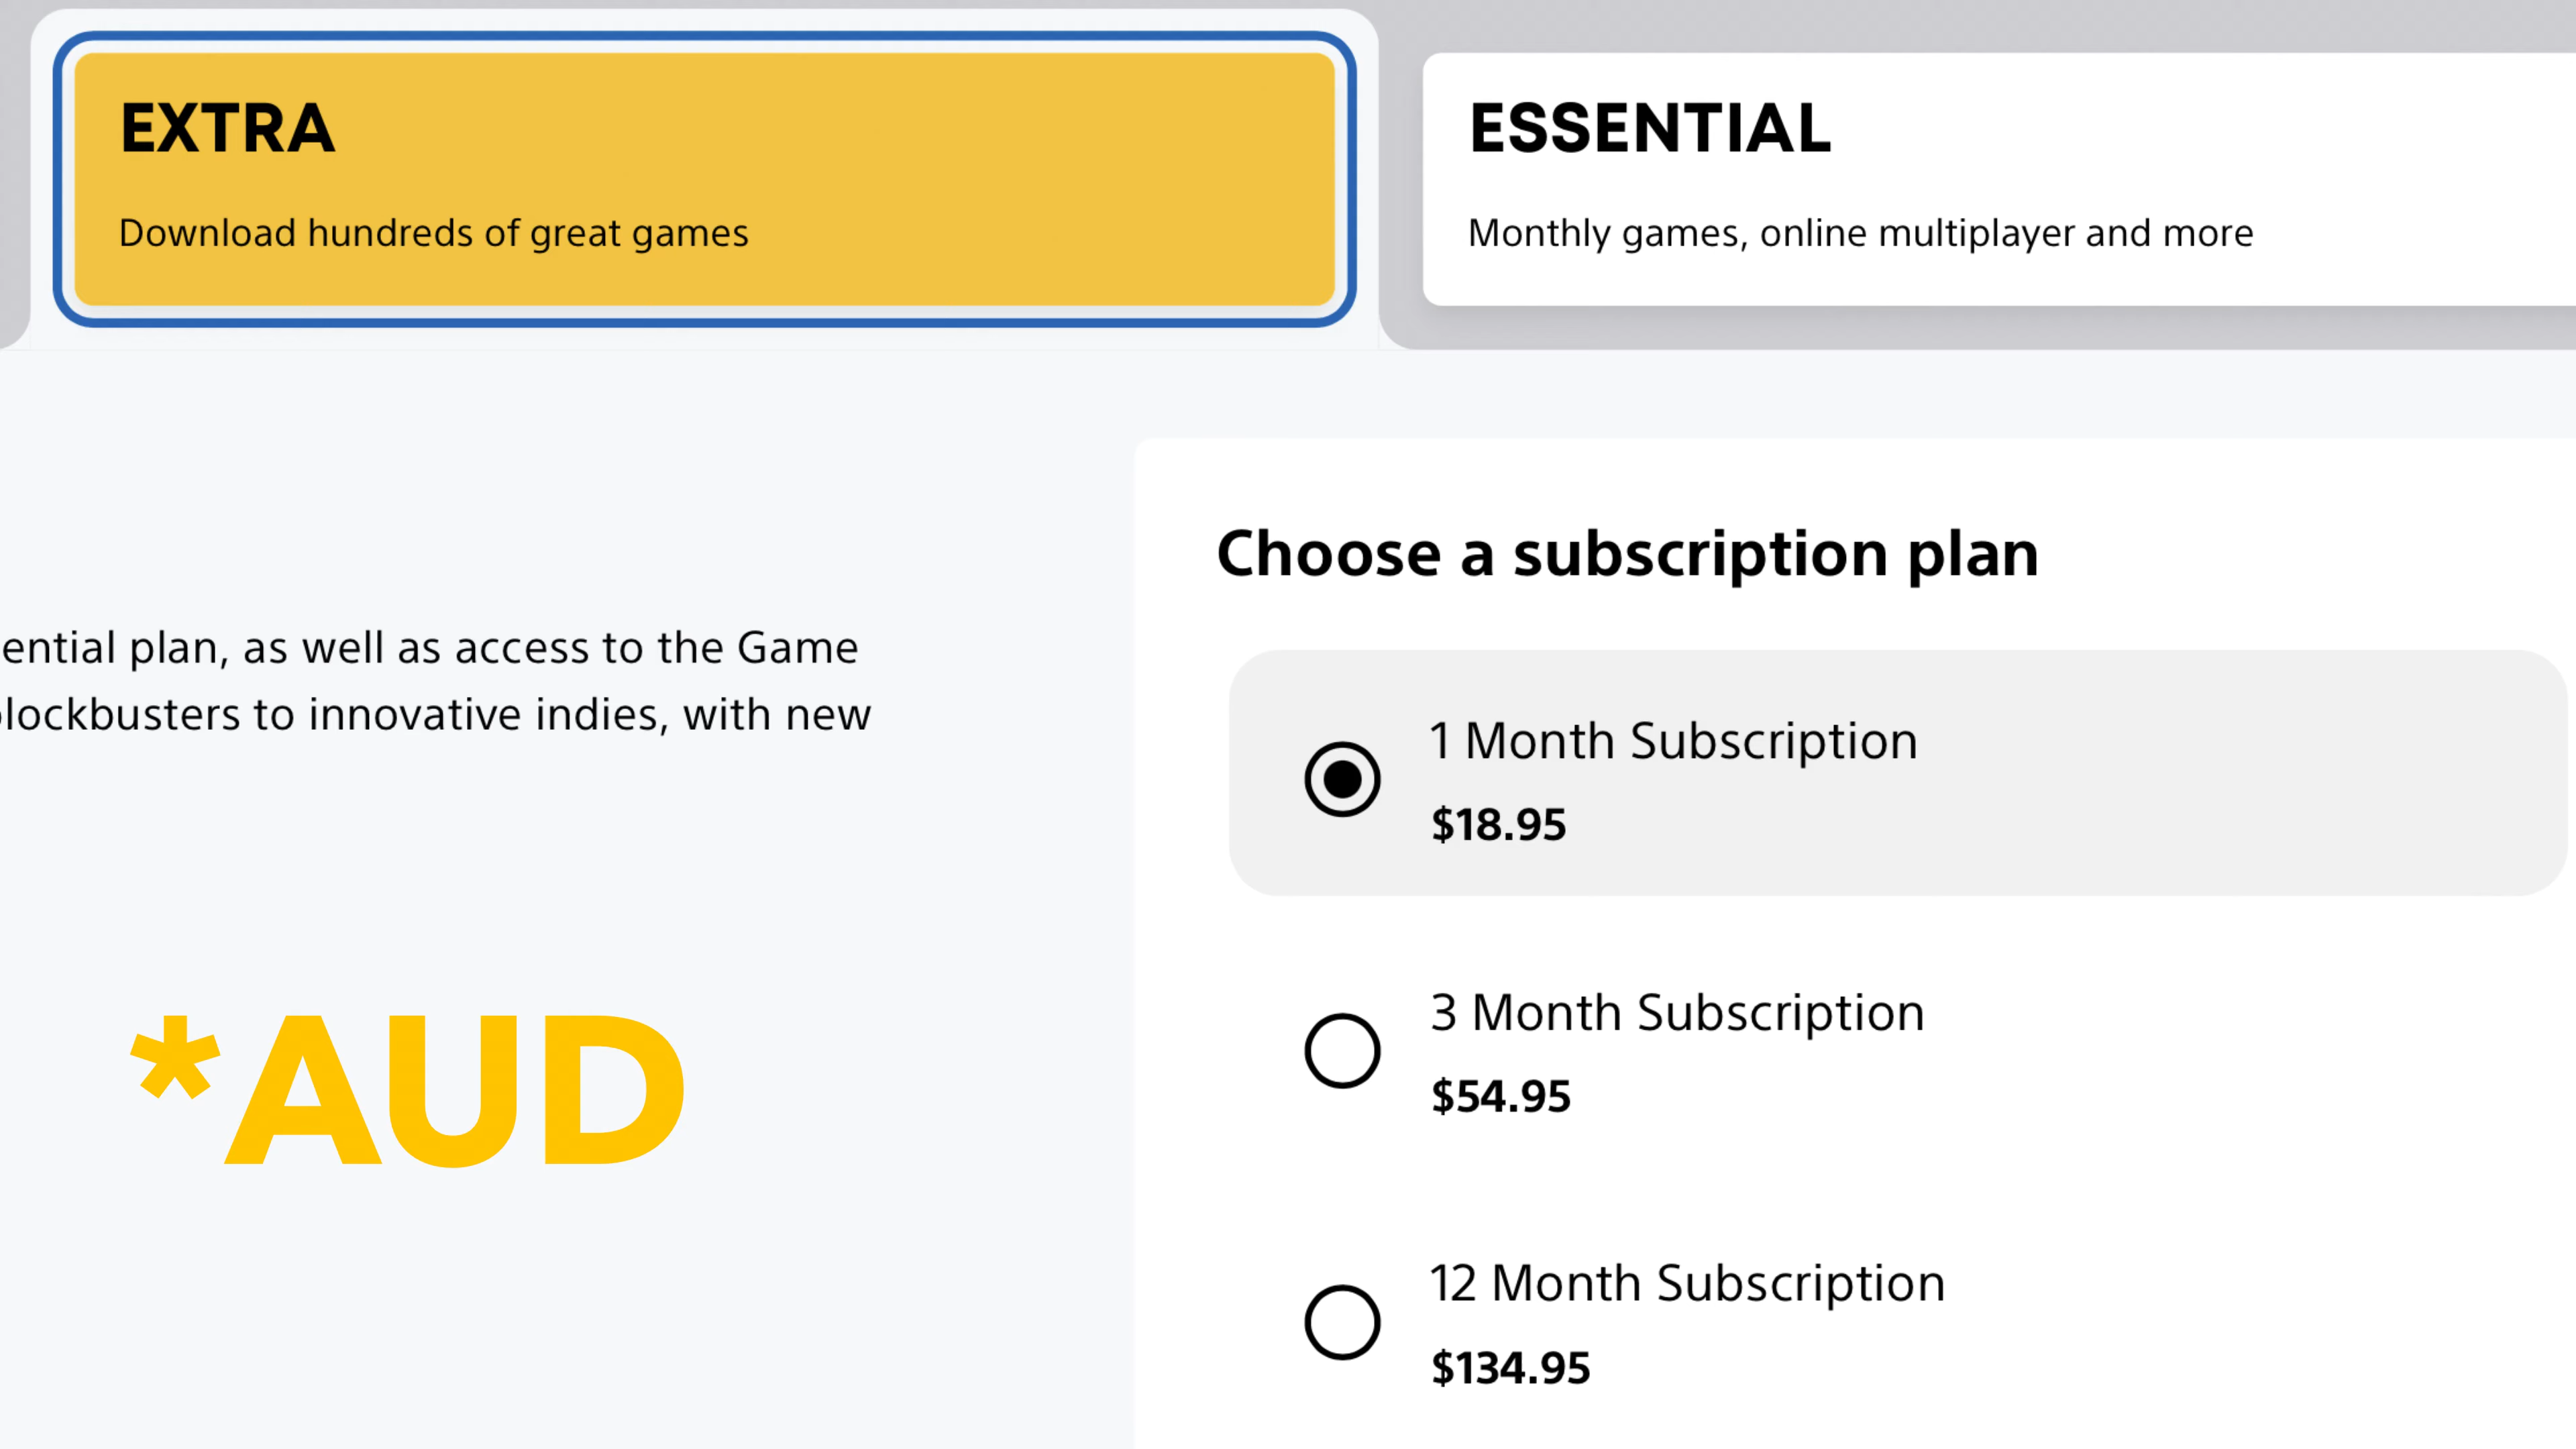 EXTRA
Download hundreds of great games
ESSENTIAL
Monthly games, online multiplayer and more
ential plan, as well as access to the Game
lockbusters to innovative indies, with new
*AUD
Choose a subscription plan
1 Month Subscription
$18.95
3 Month Subscription
$54.95
12 Month Subscription
$134.95